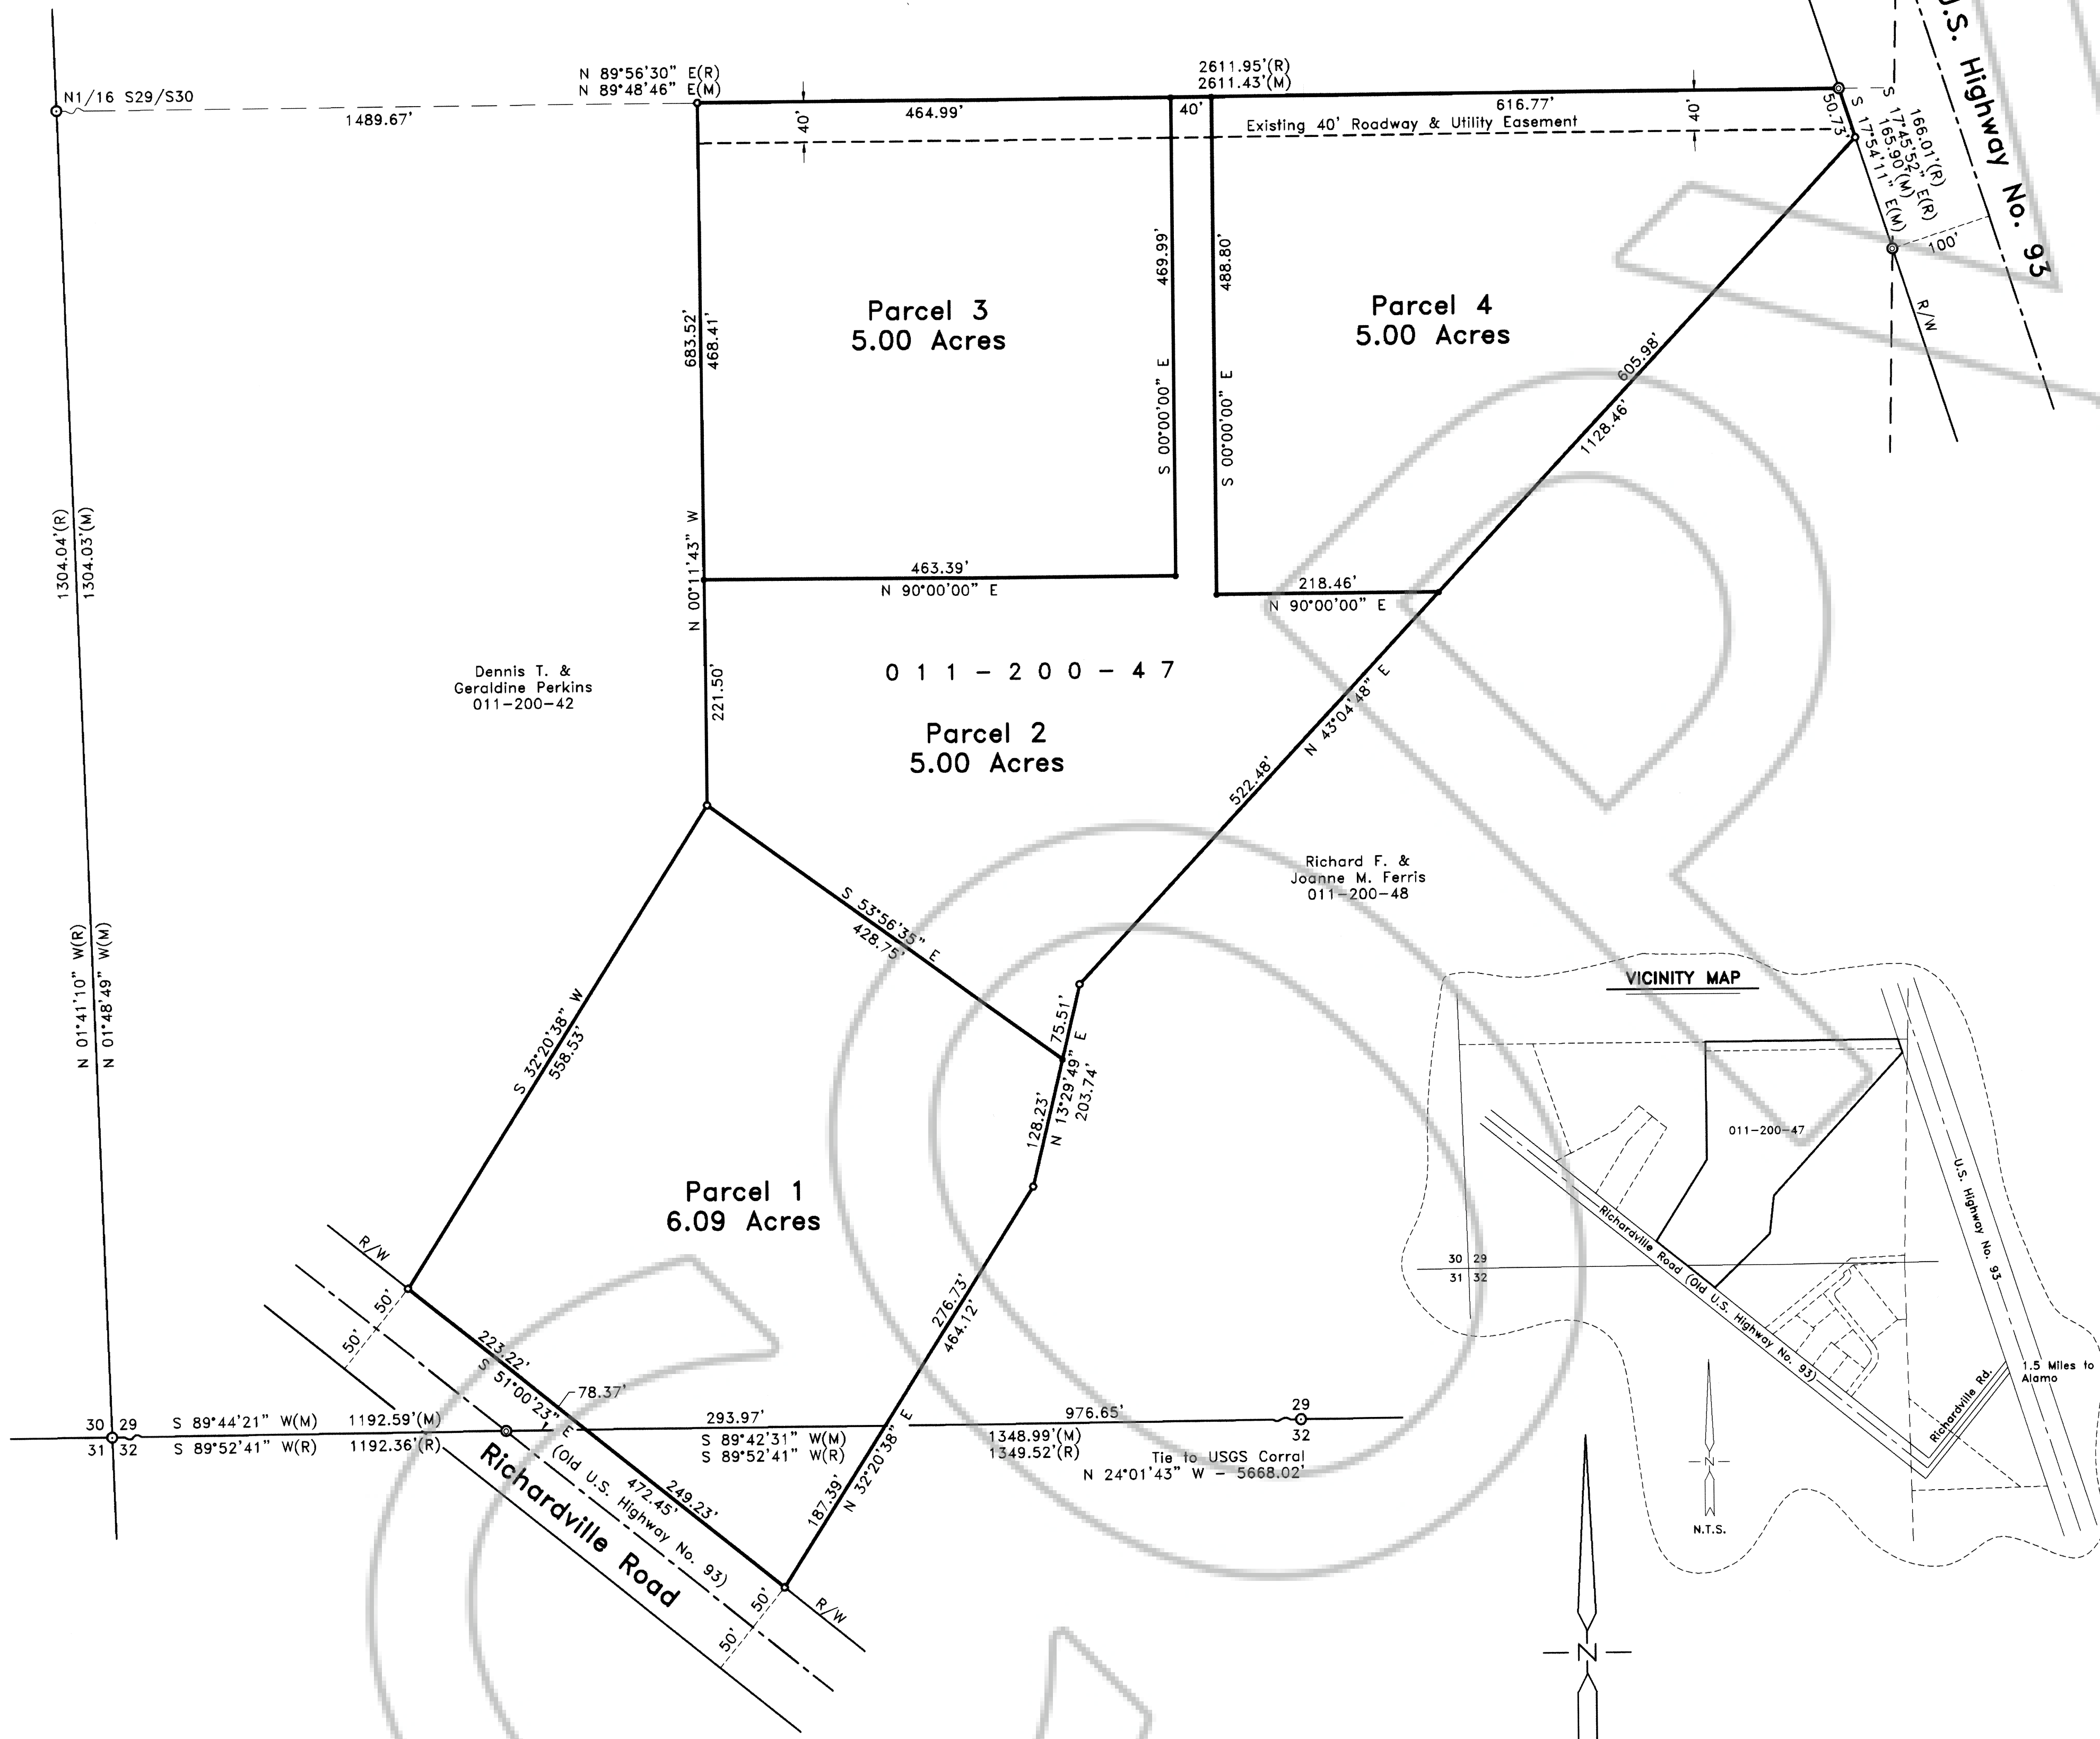 N 89°56'30" E(R)
N 89°48'46" E(M)
2611.95'(R)
2611.43'(M)
N1/16 S29/S30
1489.67'
40'
464.99'
40'
616.77'
40'
Existing 40' Roadway & Utility Easement
50.73'
S 17°54'11" E(M)
165.90'(M)
S 17°45'52" E(R)
166.01'(R)
U.S. Highway No. 93
100'
R/W
683.52'
468.41'
Parcel 3
5.00 Acres
469.99'
S 00°00'00" E
488.80'
S 00°00'00" E
Parcel 4
5.00 Acres
605.98'
1128.46'
1304.04'(R)
1304.03'(M)
N 00°11'43" W
463.39'
N 90°00'00" E
218.46'
N 90°00'00" E
Dennis T. &
Geraldine Perkins
011-200-42
221.50'
011-200-47
Parcel 2
5.00 Acres
N 43°04'48" E
522.48'
Richard F. &
Joanne M. Ferris
011-200-48
N 01°41'10" W(R)
N 01°48'49" W(M)
S 53°56'35" E
428.75'
S 32°20'38" W
558.53'
75.51'
N 13°29'49" E
203.74'
128.23'
Parcel 1
6.09 Acres
276.73'
464.12'
R/W
50'
50'
223.22'
S 51°00'23" E
78.37'
30 29
31 32
S 89°44'21" W(M)
1192.59'(M)
S 89°52'41" W(R)
1192.36'(R)
293.97'
S 89°42'31" W(M)
S 89°52'41" W(R)
976.65'
1348.99'(M)
1349.52'(R)
29
32
Tie to USGS Corral
N 24°01'43" W - 5668.02'
(Old U.S. Highway No. 93)
Richardville Road
472.45'
249.23'
187.39'
N 32°20'38" E
50'
50'
R/W
N
VICINITY MAP
011-200-47
U.S. Highway No. 93
Richardville Road (Old U.S. Highway No. 93)
30 29
31 32
1.5 Miles to
Alamo
Richardville Rd.
N
N.T.S.